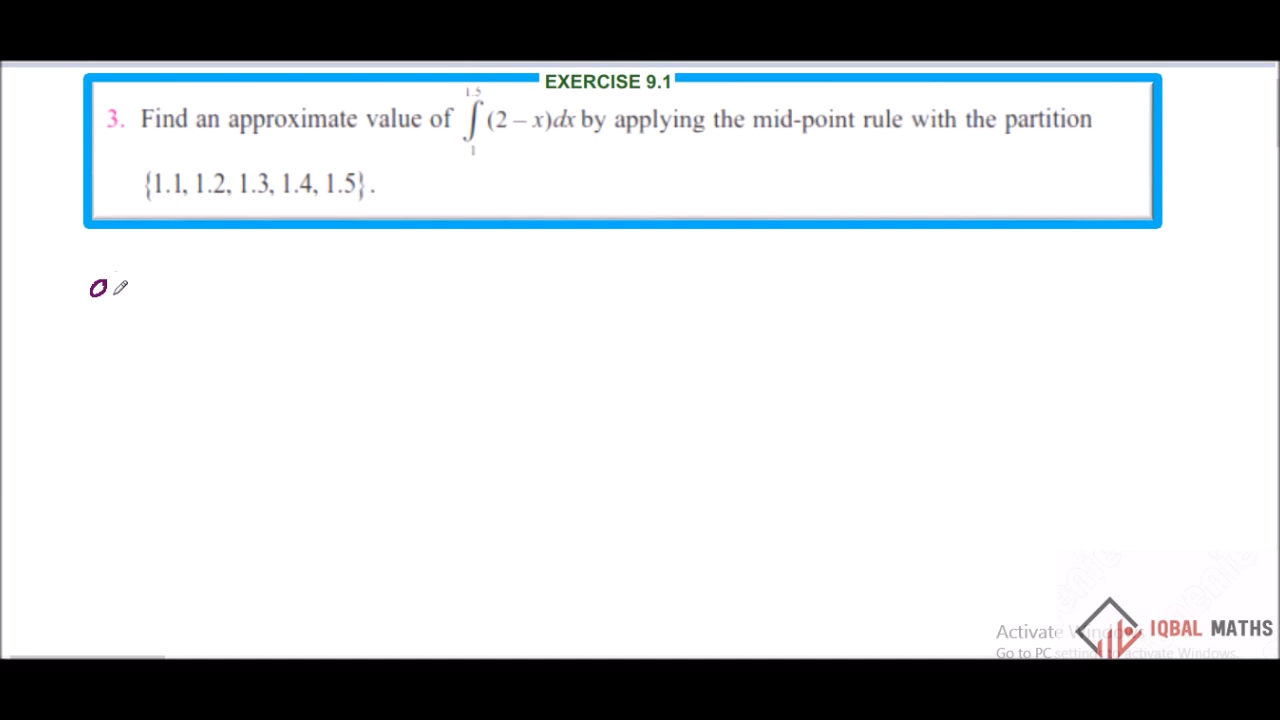 EXERCISE 9.1
3. Find an approximate value of ∫₁^1.5 (2 – x)dx by applying the mid-point rule with the partition
{1.1, 1.2, 1.3, 1.4, 1.5}.
IQBAL MATHS
Activate Windows
Go to PC settings to activate Windows.